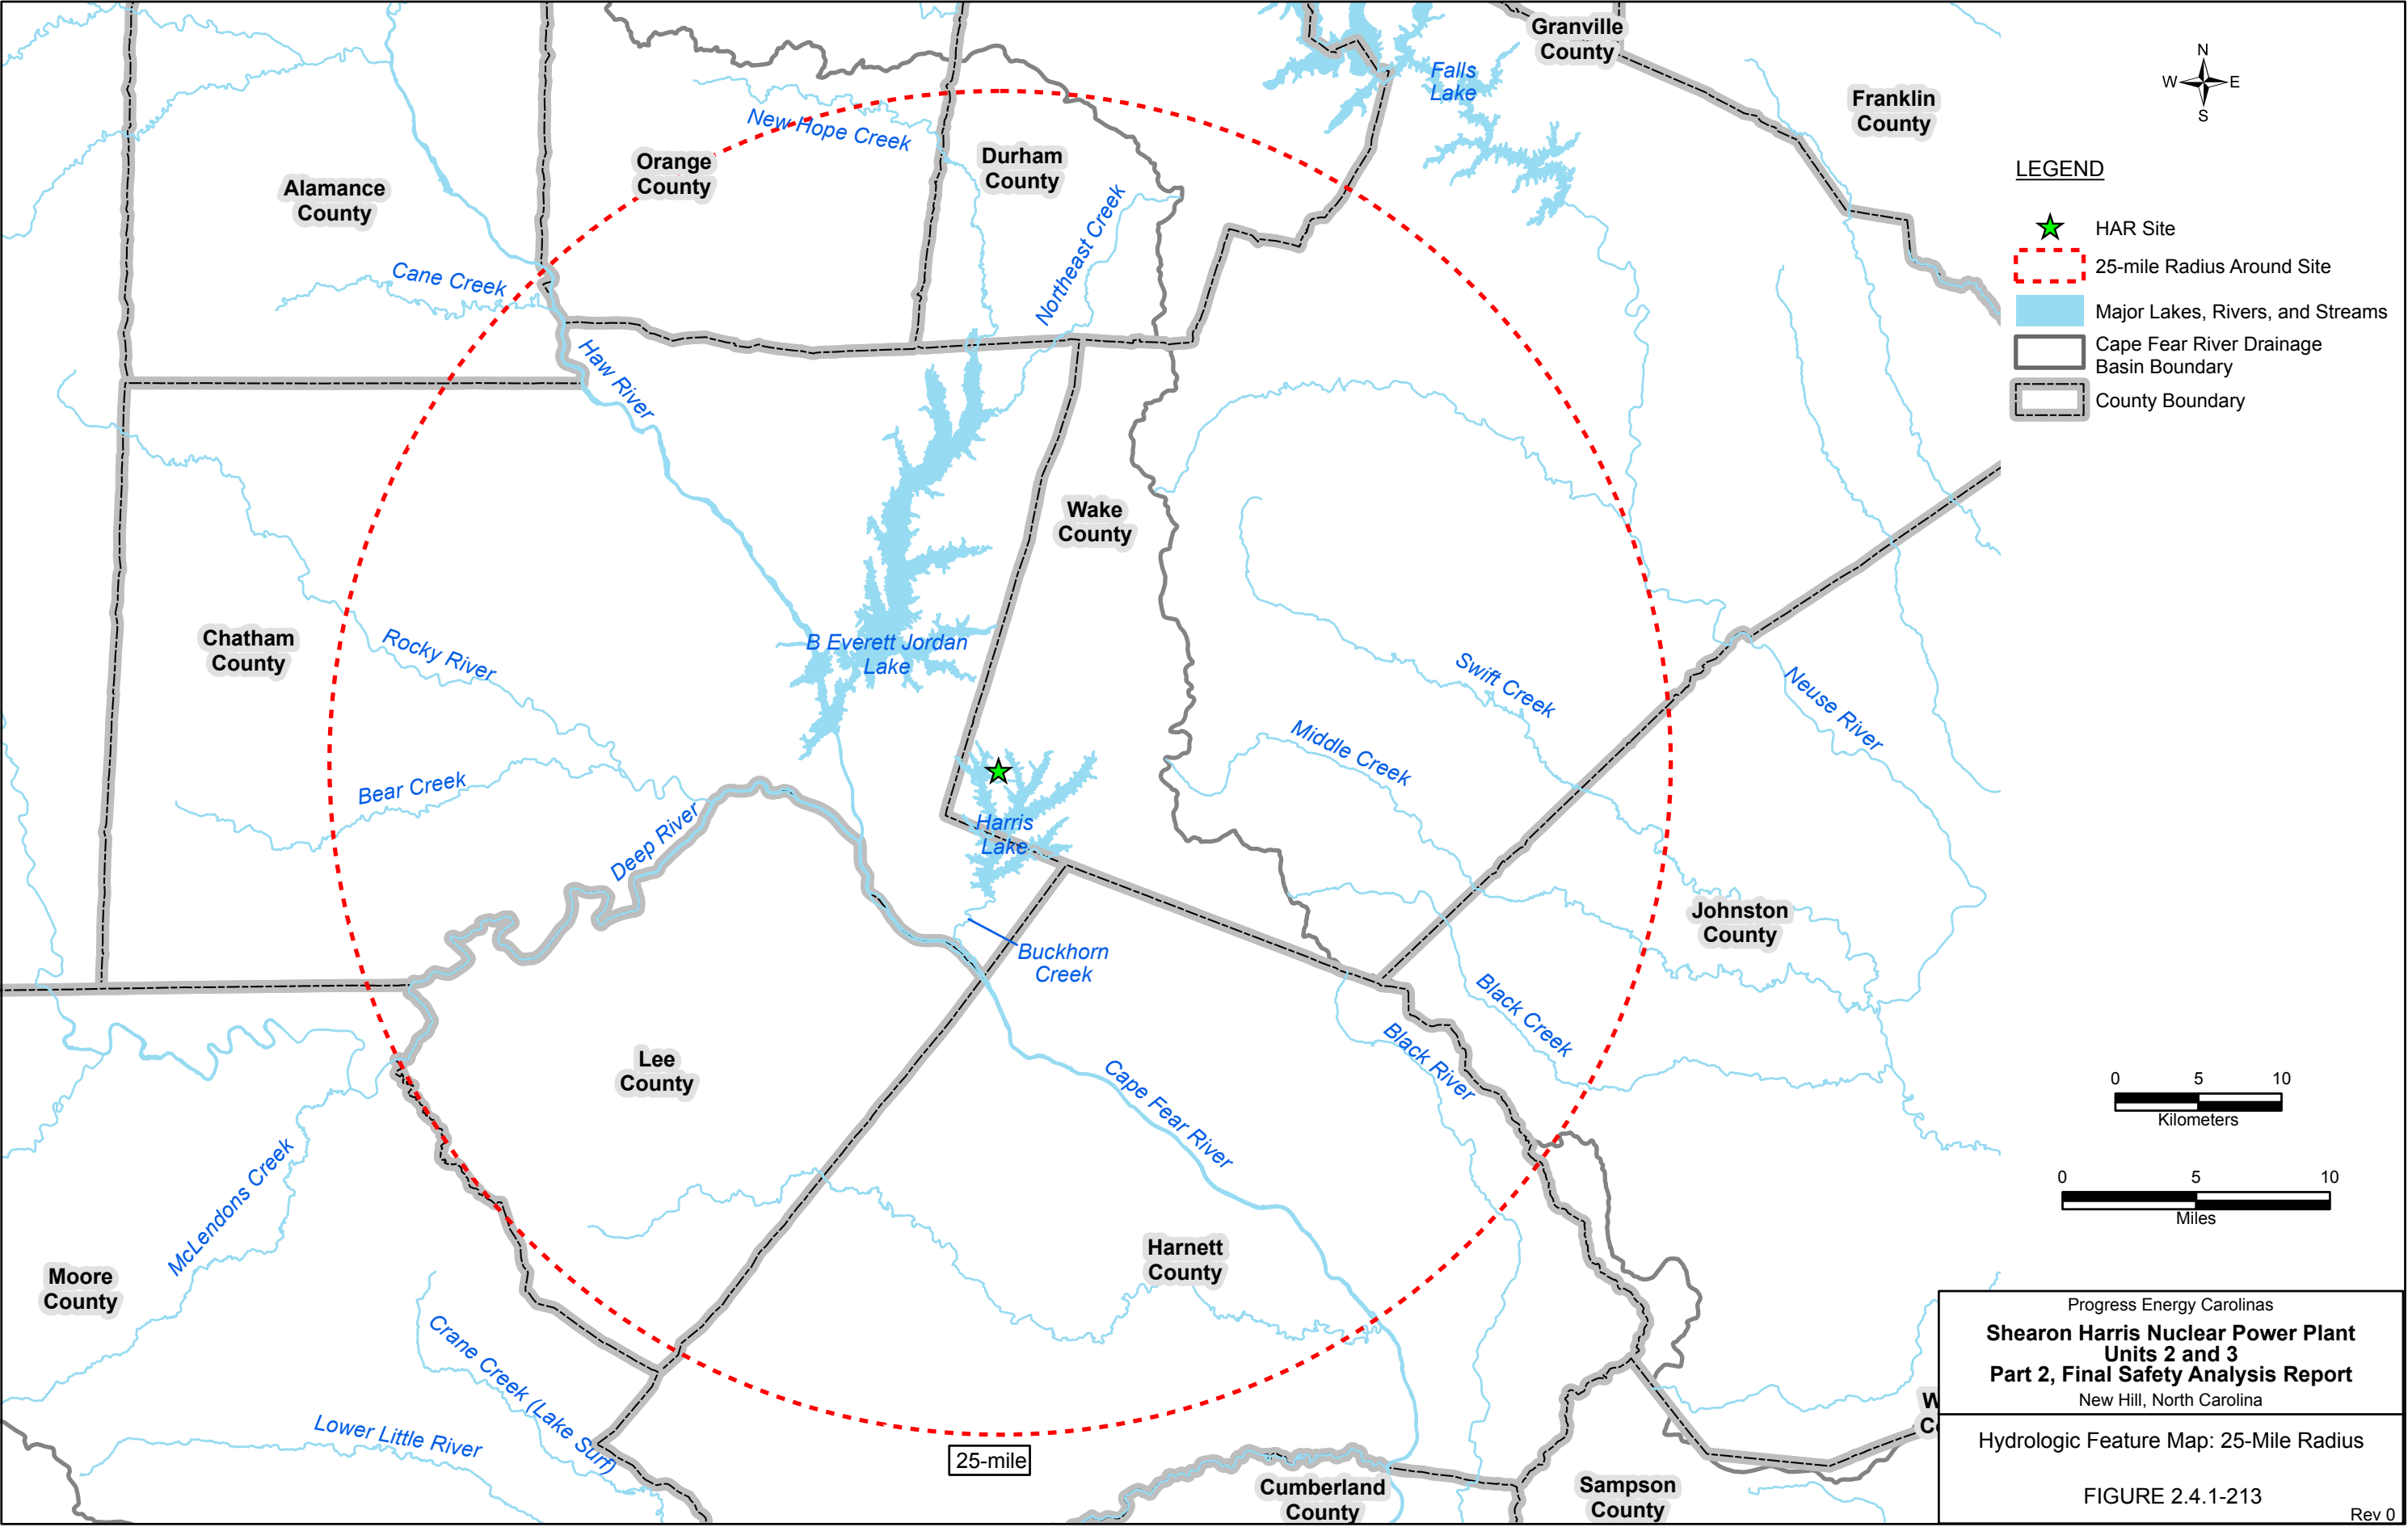 Granville
County
Falls
Lake
Franklin
County
N
W
E
S
New Hope Creek
Orange
County
Durham
County
Alamance
County
Northeast Creek
Cane Creek
Haw River
LEGEND
HAR Site
25-mile Radius Around Site
Major Lakes, Rivers, and Streams
Cape Fear River Drainage
Basin Boundary
County Boundary
Wake
County
Chatham
County
Rocky River
B Everett Jordan
Lake
Swift Creek
Neuse River
Middle Creek
Bear Creek
Deep River
Harris
Lake
Johnston
County
Buckhorn
Creek
Black Creek
Black River
Lee
County
Cape Fear River
0 5 10
Kilometers
0 5 10
Miles
McLendons Creek
Moore
County
Harnett
County
Crane Creek (Lake Surf)
Lower Little River
25-mile
Cumberland
County
Sampson
County
W
Co
Progress Energy Carolinas
Shearon Harris Nuclear Power Plant
Units 2 and 3
Part 2, Final Safety Analysis Report
New Hill, North Carolina
Hydrologic Feature Map: 25-Mile Radius
FIGURE 2.4.1-213
Rev 0